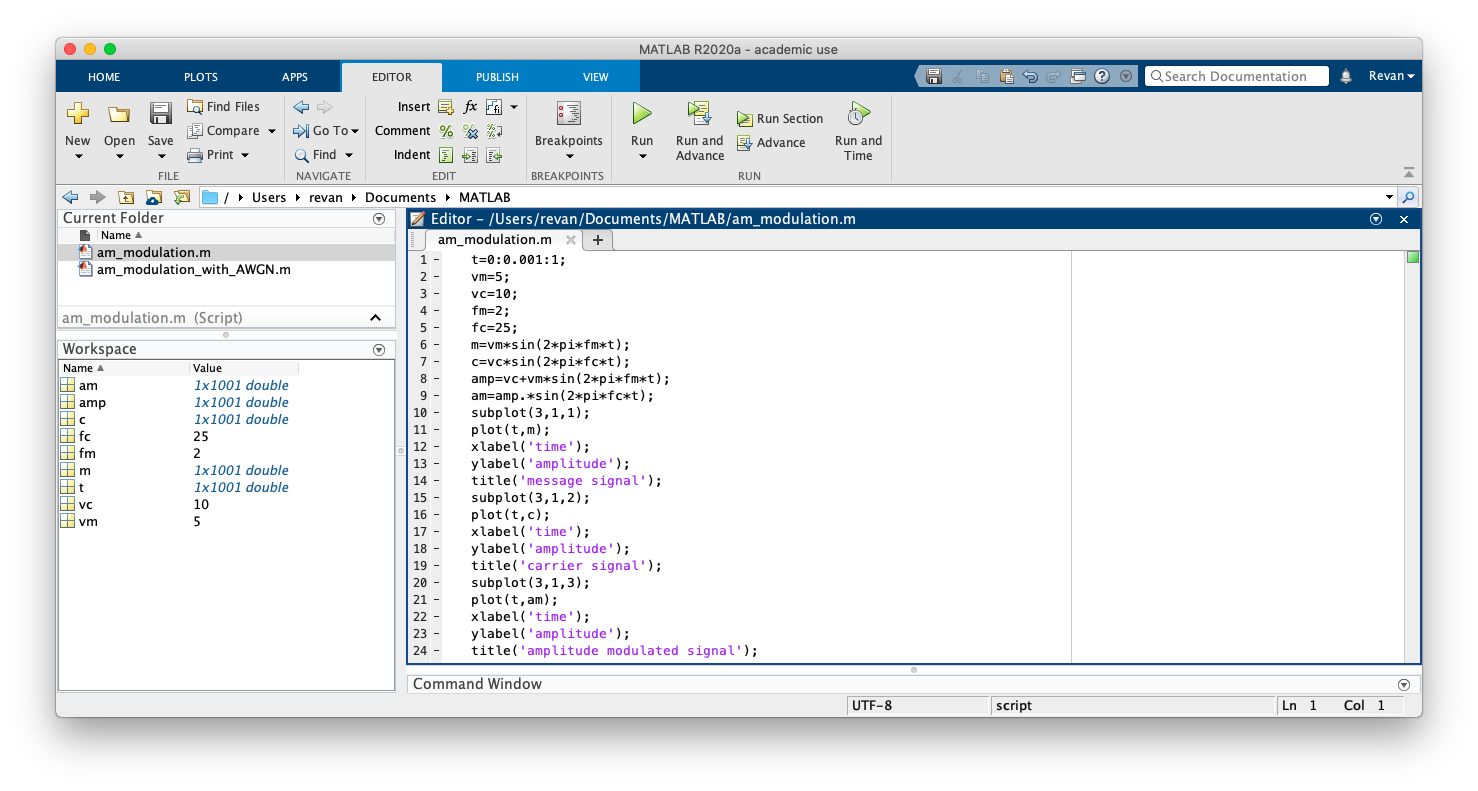 MATLAB R2020a - academic use
HOME PLOTS APPS EDITOR PUBLISH VIEW Search Documentation Revan
New Open Save Find Files Compare Print
FILE
Go To Find
NAVIGATE
Insert fx
Comment %
Indent
EDIT
Breakpoints
BREAKPOINTS
Run Run and Advance Run Section Advance Run and Time
RUN
/ Users revan Documents MATLAB
Current Folder
Name
am_modulation.m
am_modulation_with_AWGN.m
am_modulation.m (Script)
Workspace
Name Value
am 1x1001 double
amp 1x1001 double
c 1x1001 double
fc 25
fm 2
m 1x1001 double
t 1x1001 double
vc 10
vm 5
Editor - /Users/revan/Documents/MATLAB/am_modulation.m
am_modulation.m
1 - t=0:0.001:1;
2 - vm=5;
3 - vc=10;
4 - fm=2;
5 - fc=25;
6 - m=vm*sin(2*pi*fm*t);
7 - c=vc*sin(2*pi*fc*t);
8 - amp=vc+vm*sin(2*pi*fm*t);
9 - am=amp.*sin(2*pi*fc*t);
10 - subplot(3,1,1);
11 - plot(t,m);
12 - xlabel('time');
13 - ylabel('amplitude');
14 - title('message signal');
15 - subplot(3,1,2);
16 - plot(t,c);
17 - xlabel('time');
18 - ylabel('amplitude');
19 - title('carrier signal');
20 - subplot(3,1,3);
21 - plot(t,am);
22 - xlabel('time');
23 - ylabel('amplitude');
24 - title('amplitude modulated signal');
Command Window
UTF-8 script Ln 1 Col 1